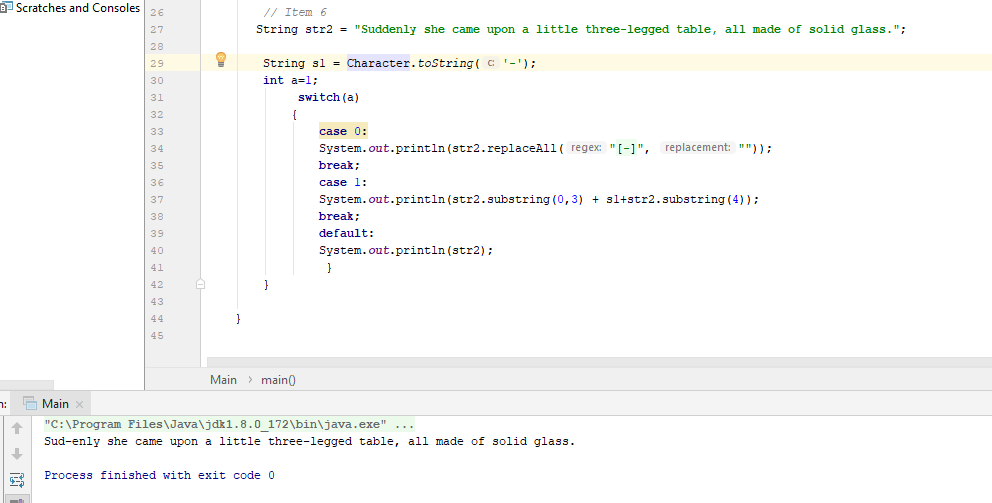 Scratches and Consoles
26 // Item 6
27 String str2 = "Suddenly she came upon a little three-legged table, all made of solid glass.";
28
29 String s1 = Character.toString( c: '-');
30 int a=1;
31 switch(a)
32 {
33 case 0:
34 System.out.println(str2.replaceAll( regex: "[-]", replacement: ""));
35 break;
36 case 1:
37 System.out.println(str2.substring(0,3) + s1+str2.substring(4));
38 break;
39 default:
40 System.out.println(str2);
41 }
42 }
43
44 }
45
Main > main()
n: Main ×
"C:\Program Files\Java\jdk1.8.0_172\bin\java.exe" ...
Sud-enly she came upon a little three-legged table, all made of solid glass.
Process finished with exit code 0